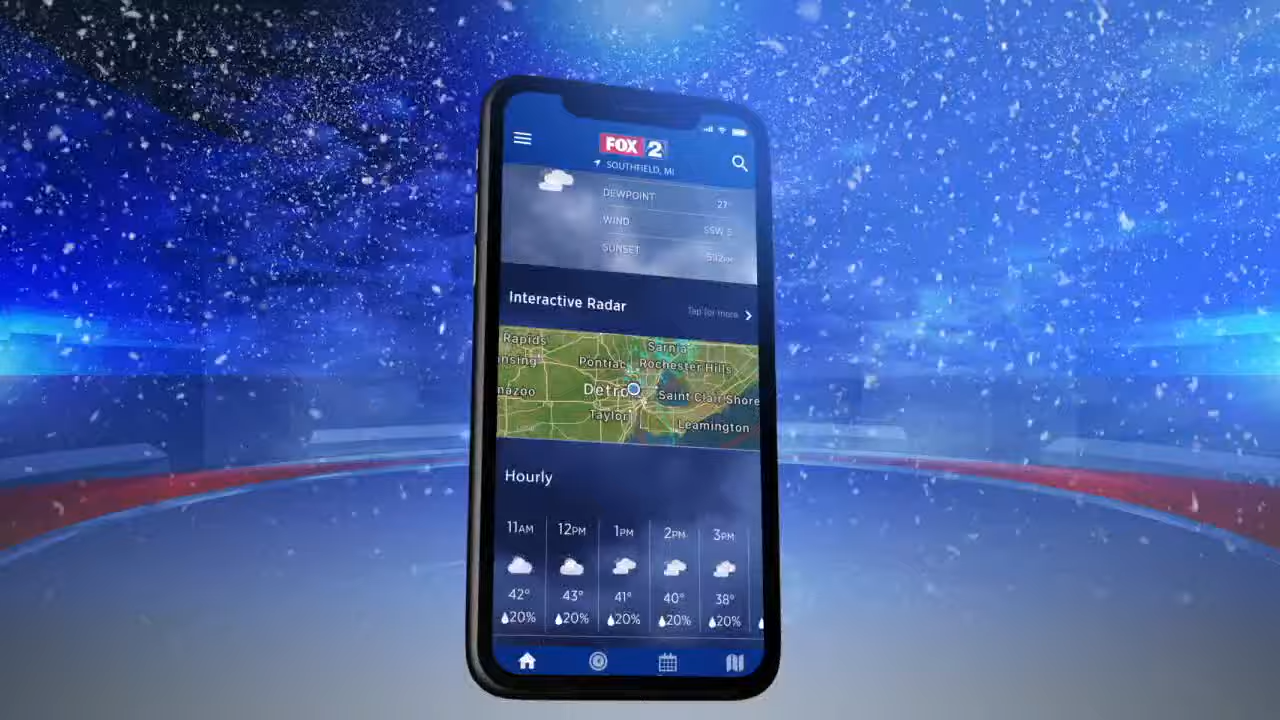 FOX 2
SOUTHFIELD, MI
DEWPOINT
WIND SSW 5
SUNSET
Interactive Radar Tap for more
Rapids Sarnia
nsing Pontiac Rochester Hills
mazoo Detro Saint Clair Shore
Taylor Leamington
Hourly
11AM 12PM 1PM 2PM 3PM
42° 43° 41° 40° 38°
20% 20% 20% 20% 20%